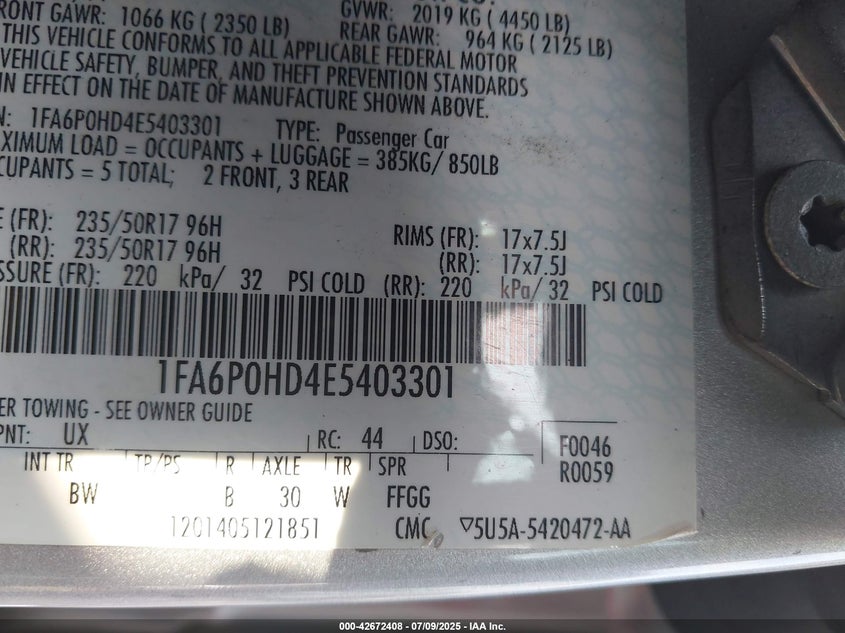 FRONT GAWR: 1066 KG ( 2350 LB) GVWR: 2019 KG ( 4450 LB)
REAR GAWR: 964 KG ( 2125 LB)
THIS VEHICLE CONFORMS TO ALL APPLICABLE FEDERAL MOTOR
VEHICLE SAFETY, BUMPER, AND THEFT PREVENTION STANDARDS
IN EFFECT ON THE DATE OF MANUFACTURE SHOWN ABOVE.
N: 1FA6P0HD4E5403301 TYPE: Passenger Car
AXIMUM LOAD = OCCUPANTS + LUGGAGE = 385KG/ 850LB
CUPANTS = 5 TOTAL; 2 FRONT, 3 REAR
E (FR): 235/50R17 96H RIMS (FR): 17x7.5J
(RR): 235/50R17 96H (RR): 17x7.5J
SSURE (FR): 220 kPa/ 32 PSI COLD (RR): 220 kPa/ 32 PSI COLD
1FA6P0HD4E5403301
ER TOWING - SEE OWNER GUIDE
PNT: UX RC: 44 DSO: F0046
R0059
INT TR TP/PS R AXLE TR SPR
BW B 30 W FFGG
1201405121851 CMC ▽5U5A-5420472-AA
000-42672408 - 07/09/2025 - IAA Inc.